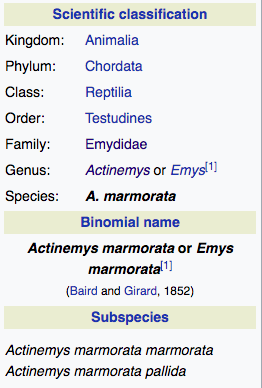 Scientific classification
Kingdom: Animalia
Phylum: Chordata
Class: Reptilia
Order: Testudines
Family: Emydidae
Genus: Actinemys or Emys[1]
Species: A. marmorata
Binomial name
Actinemys marmorata or Emys
marmorata[1]
(Baird and Girard, 1852)
Subspecies
Actinemys marmorata marmorata
Actinemys marmorata pallida